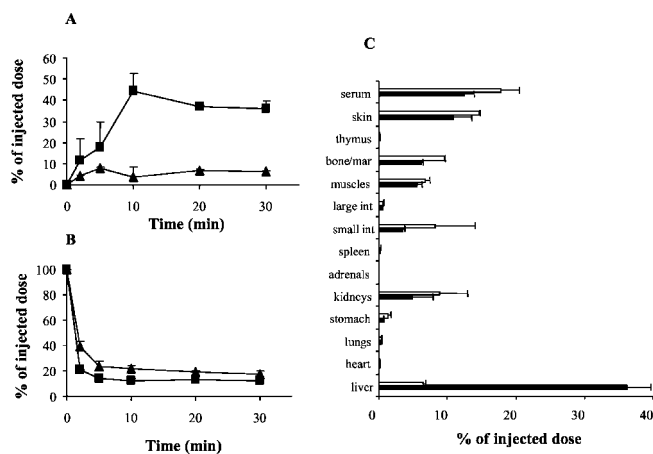 A
% of injected dose
60
50
40
30
20
10
0
0 10 20 30
Time (min)
B
% of injected dose
100
80
60
40
20
0
0 10 20 30
Time (min)
C
serum
skin
thymus
bone/mar
muscles
large int
small int
spleen
adrenals
kidneys
stomach
lungs
heart
liver
0 10 20 30 40
% of injected dose